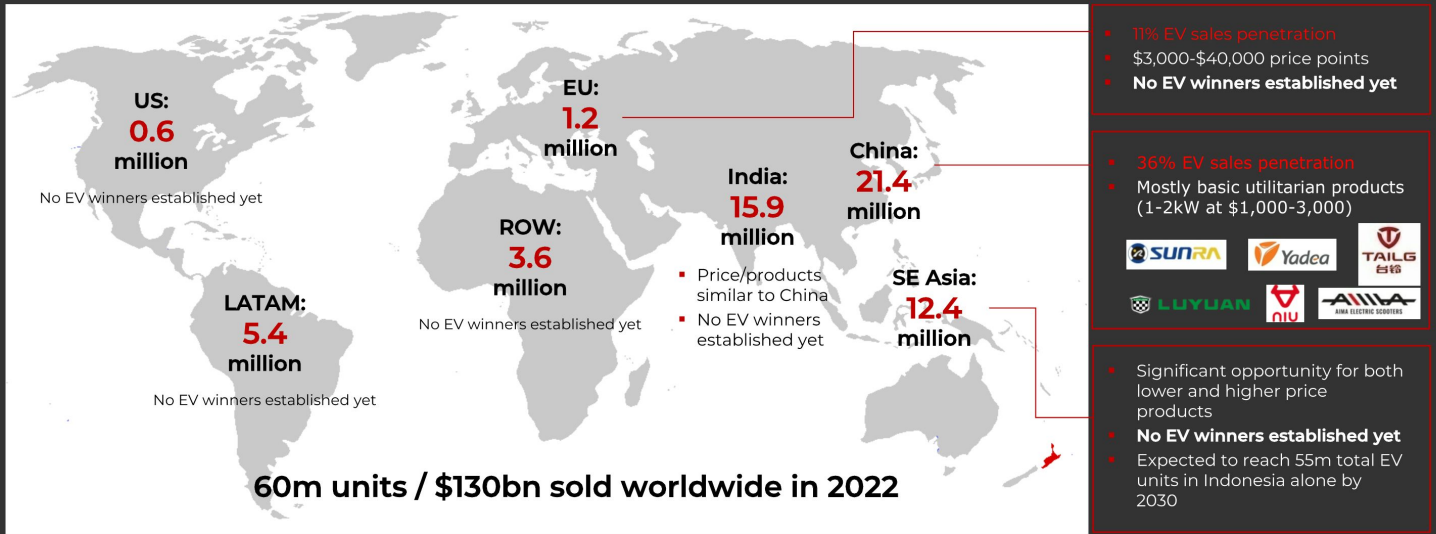 US:
0.6
million
No EV winners established yet
EU:
1.2
million
China:
21.4
million
India:
15.9
million
▪ Price/products
similar to China
▪ No EV winners
established yet
ROW:
3.6
million
No EV winners established yet
SE Asia:
12.4
million
LATAM:
5.4
million
No EV winners established yet
60m units / $130bn sold worldwide in 2022
▪ 11% EV sales penetration
▪ $3,000-$40,000 price points
▪ No EV winners established yet
▪ 36% EV sales penetration
▪ Mostly basic utilitarian products
(1-2kW at $1,000-3,000)
SUNRA
Yadea
TAILG
台铃
LUYUAN
NIU
AIMA
AIMA ELECTRIC SCOOTERS
▪ Significant opportunity for both
lower and higher price
products
▪ No EV winners established yet
▪ Expected to reach 55m total EV
units in Indonesia alone by
2030